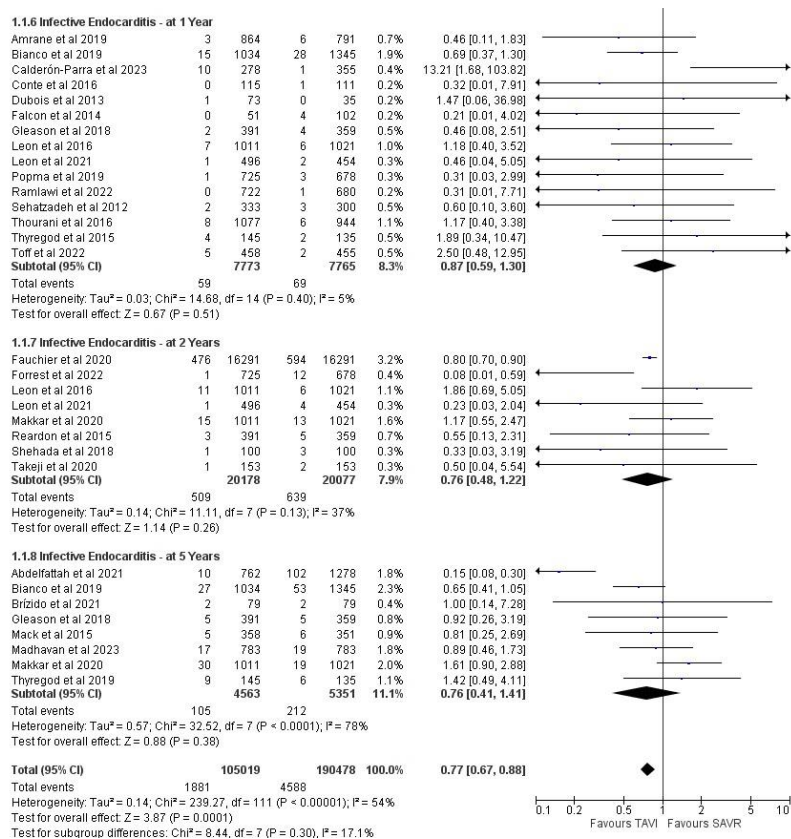 1.1.6 Infective Endocarditis - at 1 Year
Amrane et al 2019 3 864 6 791 0.7% 0.46 [0.11, 1.83]
Bianco et al 2019 15 1034 28 1345 1.9% 0.69 [0.37, 1.30]
Calderón-Parra et al 2023 10 278 1 355 0.4% 13.21 [1.68, 103.82]
Conte et al 2016 0 115 1 111 0.2% 0.32 [0.01, 7.91]
Dubois et al 2013 1 73 0 35 0.2% 1.47 [0.06, 36.98]
Falcon et al 2014 0 51 4 102 0.2% 0.21 [0.01, 4.02]
Gleason et al 2018 2 391 4 359 0.5% 0.46 [0.08, 2.51]
Leon et al 2016 7 1011 6 1021 1.0% 1.18 [0.40, 3.52]
Leon et al 2021 1 496 2 454 0.3% 0.46 [0.04, 5.05]
Popma et al 2019 1 725 3 678 0.3% 0.31 [0.03, 2.99]
Ramlawi et al 2022 0 722 1 680 0.2% 0.31 [0.01, 7.71]
Sehatzadeh et al 2012 2 333 3 300 0.4% 0.60 [0.10, 3.60]
Thourani et al 2016 8 1077 6 944 1.1% 1.17 [0.40, 3.38]
Thyregod et al 2015 4 145 2 135 0.5% 1.89 [0.34, 10.47]
Toff et al 2022 5 458 2 455 0.5% 2.50 [0.48, 12.95]
Subtotal (95% CI) 7773 7765 8.3% 0.87 [0.59, 1.30]
Total events 59 69
Heterogeneity: Tau² = 0.03; Chi² = 14.68, df = 14 (P = 0.40); I² = 5%
Test for overall effect: Z = 0.67 (P = 0.51)
1.1.7 Infective Endocarditis - at 2 Years
Fauchier et al 2020 476 16291 594 16291 3.2% 0.80 [0.70, 0.90]
Forrest et al 2022 1 725 12 678 0.4% 0.08 [0.01, 0.59]
Leon et al 2016 11 1011 6 1021 1.1% 1.86 [0.69, 5.05]
Leon et al 2021 1 496 4 454 0.3% 0.23 [0.03, 2.04]
Makkar et al 2020 15 1011 13 1021 1.6% 1.17 [0.55, 2.47]
Reardon et al 2015 3 391 5 359 0.7% 0.55 [0.13, 2.31]
Shehada et al 2018 1 100 3 100 0.3% 0.33 [0.03, 3.19]
Takeji et al 2020 1 153 2 153 0.3% 0.50 [0.04, 5.54]
Subtotal (95% CI) 20178 20077 7.9% 0.76 [0.48, 1.22]
Total events 509 639
Heterogeneity: Tau² = 0.14; Chi² = 11.11, df = 7 (P = 0.13); I² = 37%
Test for overall effect: Z = 1.14 (P = 0.26)
1.1.8 Infective Endocarditis - at 5 Years
Abdelfattah et al 2021 10 762 102 1278 1.8% 0.15 [0.08, 0.30]
Bianco et al 2019 27 1034 53 1345 2.3% 0.65 [0.41, 1.05]
Brízido et al 2021 2 79 2 79 0.4% 1.00 [0.14, 7.28]
Gleason et al 2018 5 391 5 359 0.8% 0.92 [0.26, 3.19]
Mack et al 2015 5 358 6 351 0.9% 0.81 [0.25, 2.69]
Madhavan et al 2023 17 783 19 783 1.8% 0.89 [0.46, 1.73]
Makkar et al 2020 30 1011 19 1021 2.0% 1.61 [0.90, 2.88]
Thyregod et al 2019 9 145 6 135 1.2% 1.42 [0.49, 4.11]
Subtotal (95% CI) 4563 5351 11.1% 0.76 [0.41, 1.41]
Total events 105 212
Heterogeneity: Tau² = 0.57; Chi² = 32.52, df = 7 (P < 0.0001); I² = 78%
Test for overall effect: Z = 0.88 (P = 0.38)
Total (95% CI) 105019 190478 100.0% 0.77 [0.67, 0.88]
Total events 1881 4588
Heterogeneity: Tau² = 0.14; Chi² = 239.27, df = 111 (P < 0.00001); I² = 54%
Test for overall effect: Z = 3.87 (P = 0.0001)
Test for subgroup differences: Chi² = 8.44, df = 7 (P = 0.30), I² = 17.1%
0.1 0.2 0.5 1 2 5 10
Favours TAVI Favours SAVR